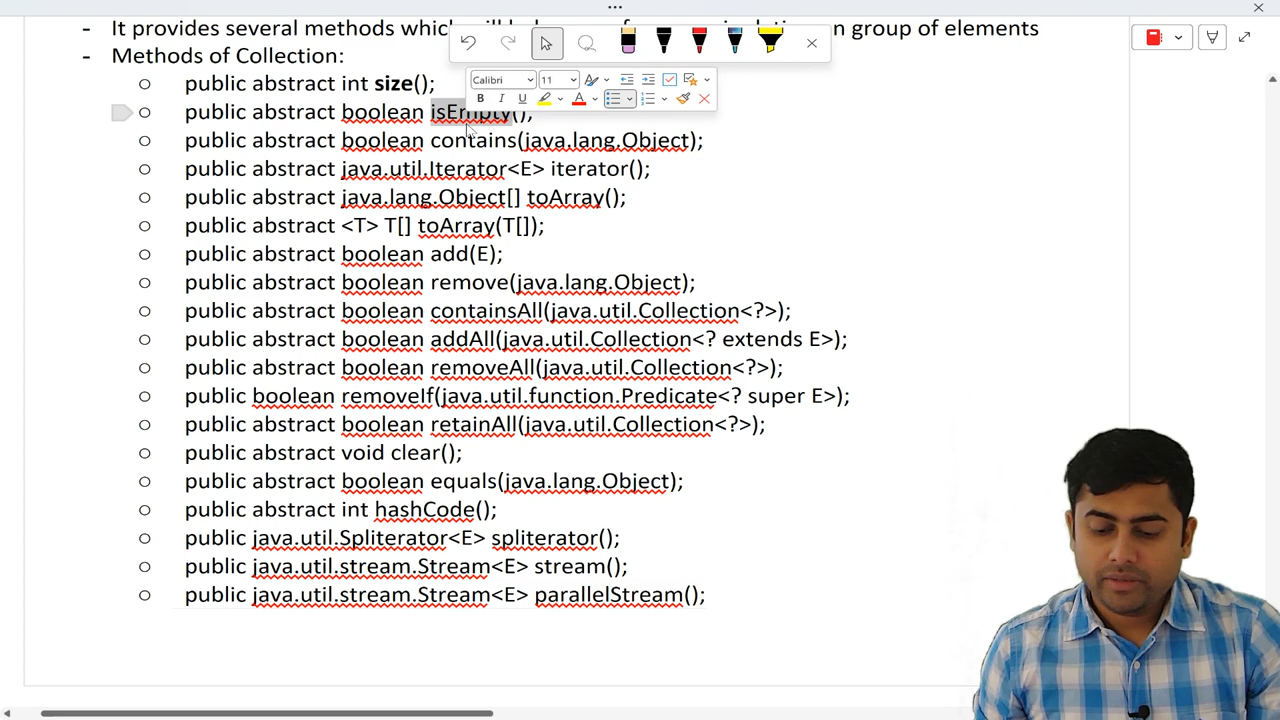 - It provides several methods which n group of elements
- Methods of Collection:
○ public abstract int size();
○ public abstract boolean isEmpty();
○ public abstract boolean contains(java.lang.Object);
○ public abstract java.util.Iterator<E> iterator();
○ public abstract java.lang.Object[] toArray();
○ public abstract <T> T[] toArray(T[]);
○ public abstract boolean add(E);
○ public abstract boolean remove(java.lang.Object);
○ public abstract boolean containsAll(java.util.Collection<?>);
○ public abstract boolean addAll(java.util.Collection<? extends E>);
○ public abstract boolean removeAll(java.util.Collection<?>);
○ public boolean removeIf(java.util.function.Predicate<? super E>);
○ public abstract boolean retainAll(java.util.Collection<?>);
○ public abstract void clear();
○ public abstract boolean equals(java.lang.Object);
○ public abstract int hashCode();
○ public java.util.Spliterator<E> spliterator();
○ public java.util.stream.Stream<E> stream();
○ public java.util.stream.Stream<E> parallelStream();
Calibri 11
B I U A